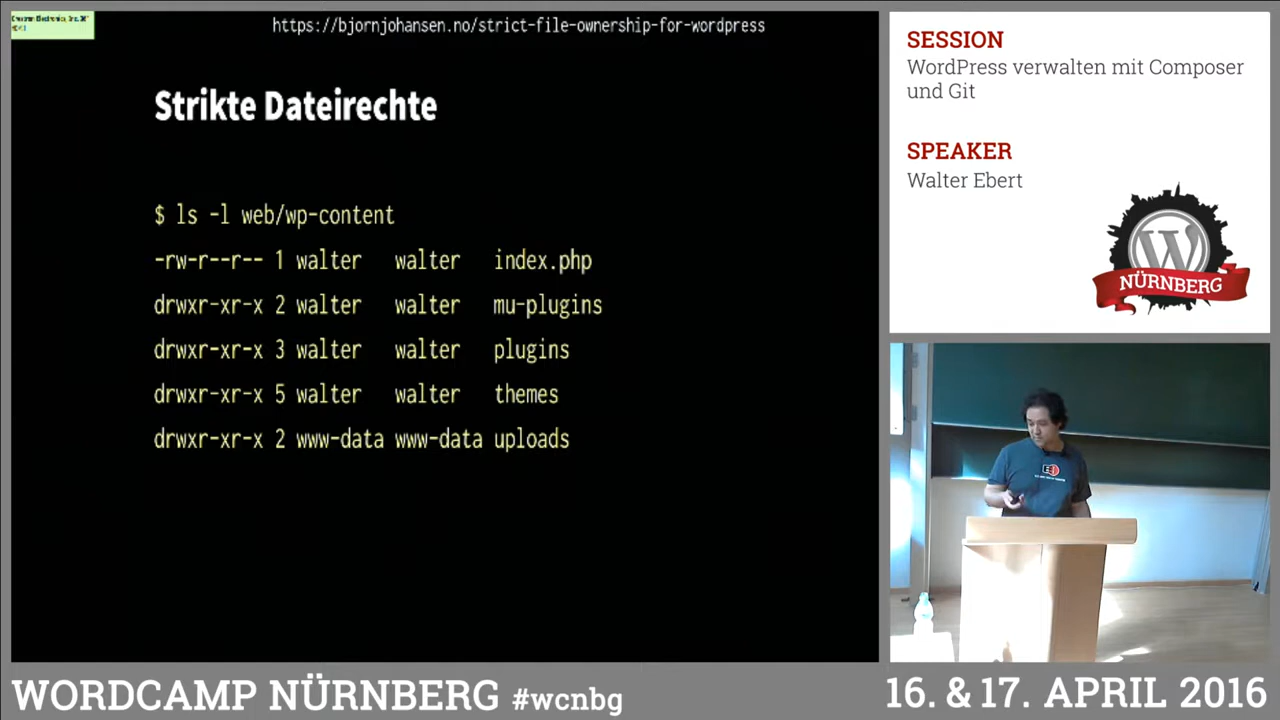 https://bjornjohansen.no/strict-file-ownership-for-wordpress
Strikte Dateirechte
$ ls -l web/wp-content
-rw-r--r-- 1 walter walter index.php
drwxr-xr-x 2 walter walter mu-plugins
drwxr-xr-x 3 walter walter plugins
drwxr-xr-x 5 walter walter themes
drwxr-xr-x 2 www-data www-data uploads
SESSION
WordPress verwalten mit Composer
und Git
SPEAKER
Walter Ebert
W
NÜRNBERG
WORDCAMP NÜRNBERG #wcnbg
16. & 17. APRIL 2016